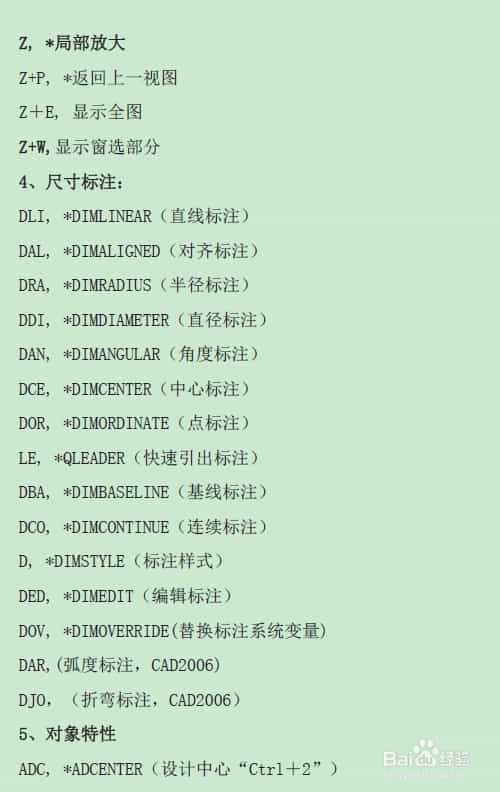 Z, *局部放大
Z+P, *返回上一视图
Z＋E, 显示全图
Z+W,显示窗选部分
4、尺寸标注：
DLI, *DIMLINEAR（直线标注）
DAL, *DIMALIGNED（对齐标注）
DRA, *DIMRADIUS（半径标注）
DDI, *DIMDIAMETER（直径标注）
DAN, *DIMANGULAR（角度标注）
DCE, *DIMCENTER（中心标注）
DOR, *DIMORDINATE（点标注）
LE, *QLEADER（快速引出标注）
DBA, *DIMBASELINE（基线标注）
DCO, *DIMCONTINUE（连续标注）
D, *DIMSTYLE（标注样式）
DED, *DIMEDIT（编辑标注）
DOV, *DIMOVERRIDE(替换标注系统变量)
DAR,(弧度标注，CAD2006)
DJO，（折弯标注，CAD2006）
5、对象特性
ADC, *ADCENTER（设计中心“Ctrl＋2”）
Baidu经验
jingyan.baidu.com